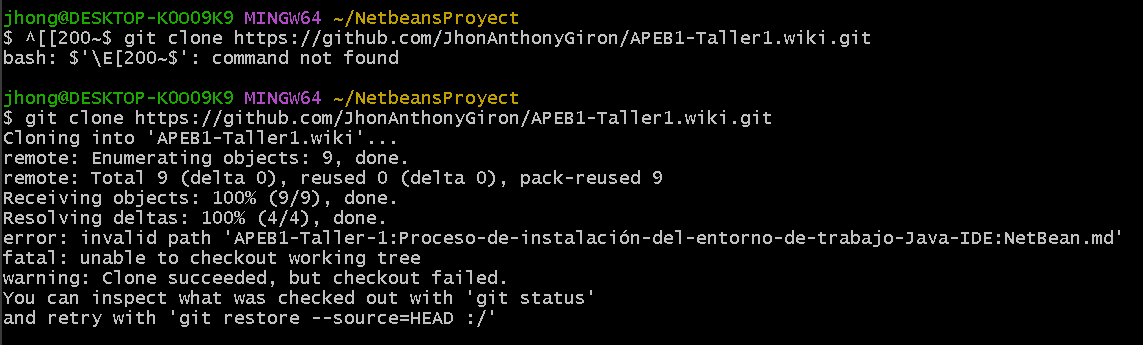 jhong@DESKTOP-K0OO9K9 MINGW64 ~/NetbeansProyect
$ ^[[200~$ git clone https://github.com/JhonAnthonyGiron/APEB1-Taller1.wiki.git
bash: $'\E[200~$': command not found
jhong@DESKTOP-K0OO9K9 MINGW64 ~/NetbeansProyect
$ git clone https://github.com/JhonAnthonyGiron/APEB1-Taller1.wiki.git
Cloning into 'APEB1-Taller1.wiki'...
remote: Enumerating objects: 9, done.
remote: Total 9 (delta 0), reused 0 (delta 0), pack-reused 9
Receiving objects: 100% (9/9), done.
Resolving deltas: 100% (4/4), done.
error: invalid path 'APEB1-Taller-1:Proceso-de-instalación-del-entorno-de-trabajo-Java-IDE:NetBean.md'
fatal: unable to checkout working tree
warning: Clone succeeded, but checkout failed.
You can inspect what was checked out with 'git status'
and retry with 'git restore --source=HEAD :/'